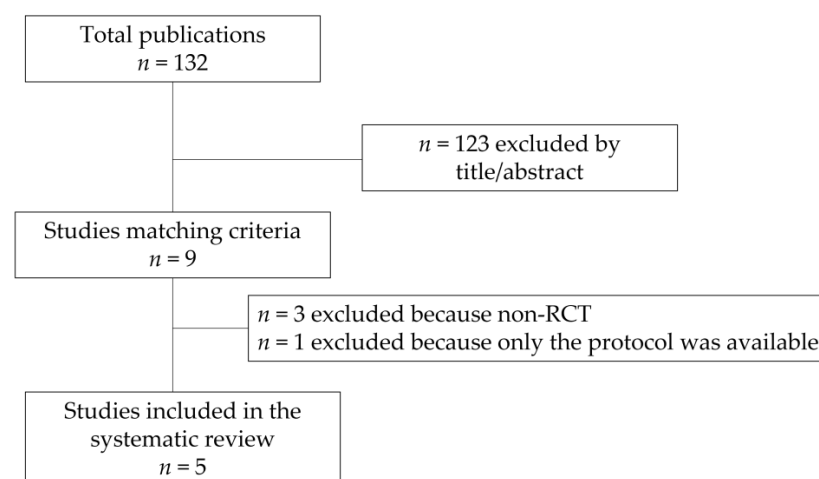 Total publications
n = 132
n = 123 excluded by
title/abstract
Studies matching criteria
n = 9
n = 3 excluded because non-RCT
n = 1 excluded because only the protocol was available
Studies included in the
systematic review
n = 5